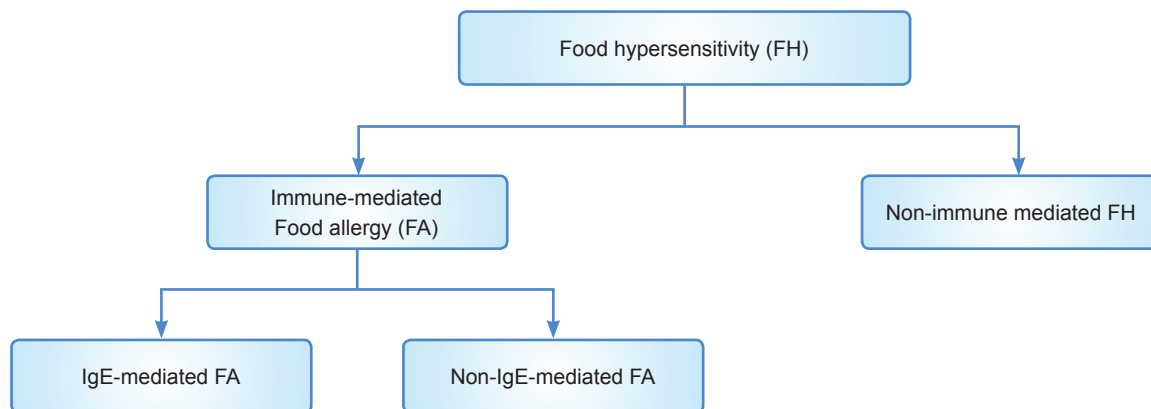 Food hypersensitivity (FH)
Immune-mediated
Food allergy (FA)
Non-immune mediated FH
IgE-mediated FA
Non-IgE-mediated FA